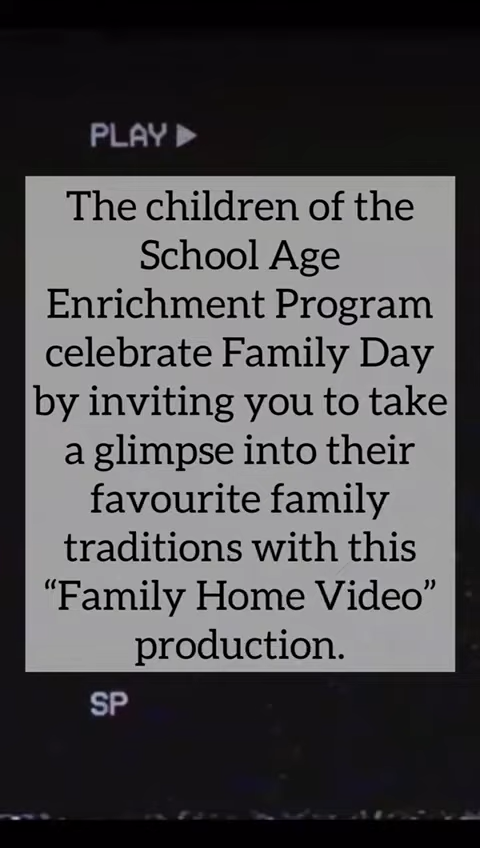 PLAY ▶
The children of the
School Age
Enrichment Program
celebrate Family Day
by inviting you to take
a glimpse into their
favourite family
traditions with this
“Family Home Video”
production.
SP